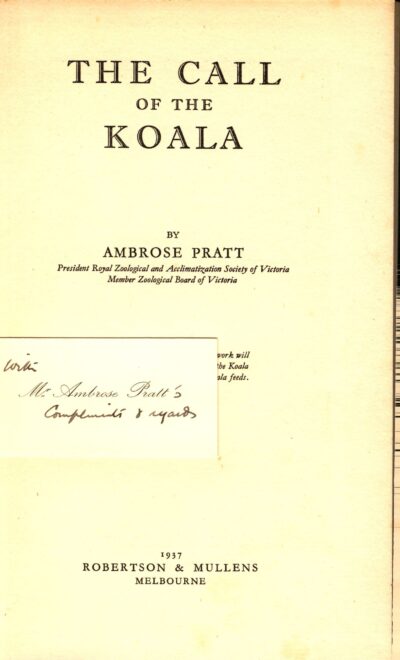 THE CALL
OF THE
KOALA
BY
AMBROSE PRATT
President Royal Zoological and Acclimatization Society of Victoria
Member Zoological Board of Victoria
work will
the Koala
ola feeds.
With
Mr Ambrose Pratt's
Compliments & regards
1937
ROBERTSON & MULLENS
MELBOURNE